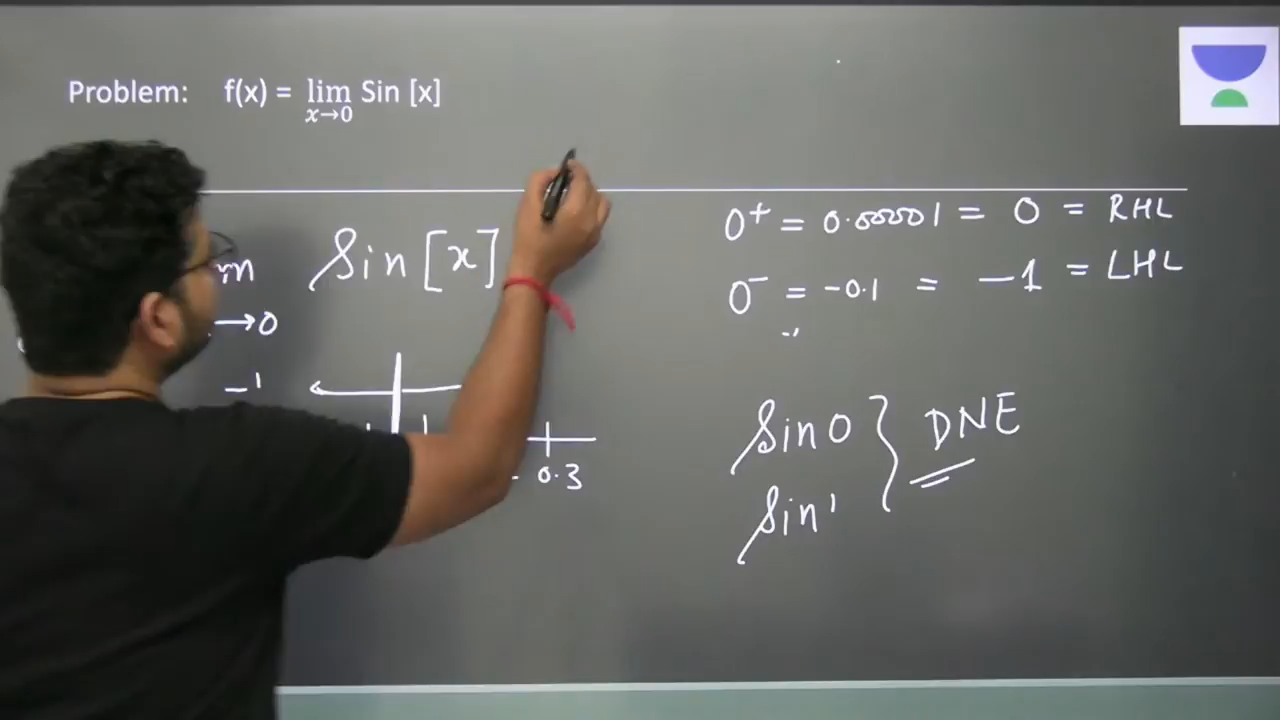 Problem: f(x) = lim Sin [x]
x→0
Sin [x]
→0
-1
0.3
0+ = 0.00001 = 0 = RHL
0- = -0.1 = -1 = LHL
-1
Sin 0 } DNE
Sin 1